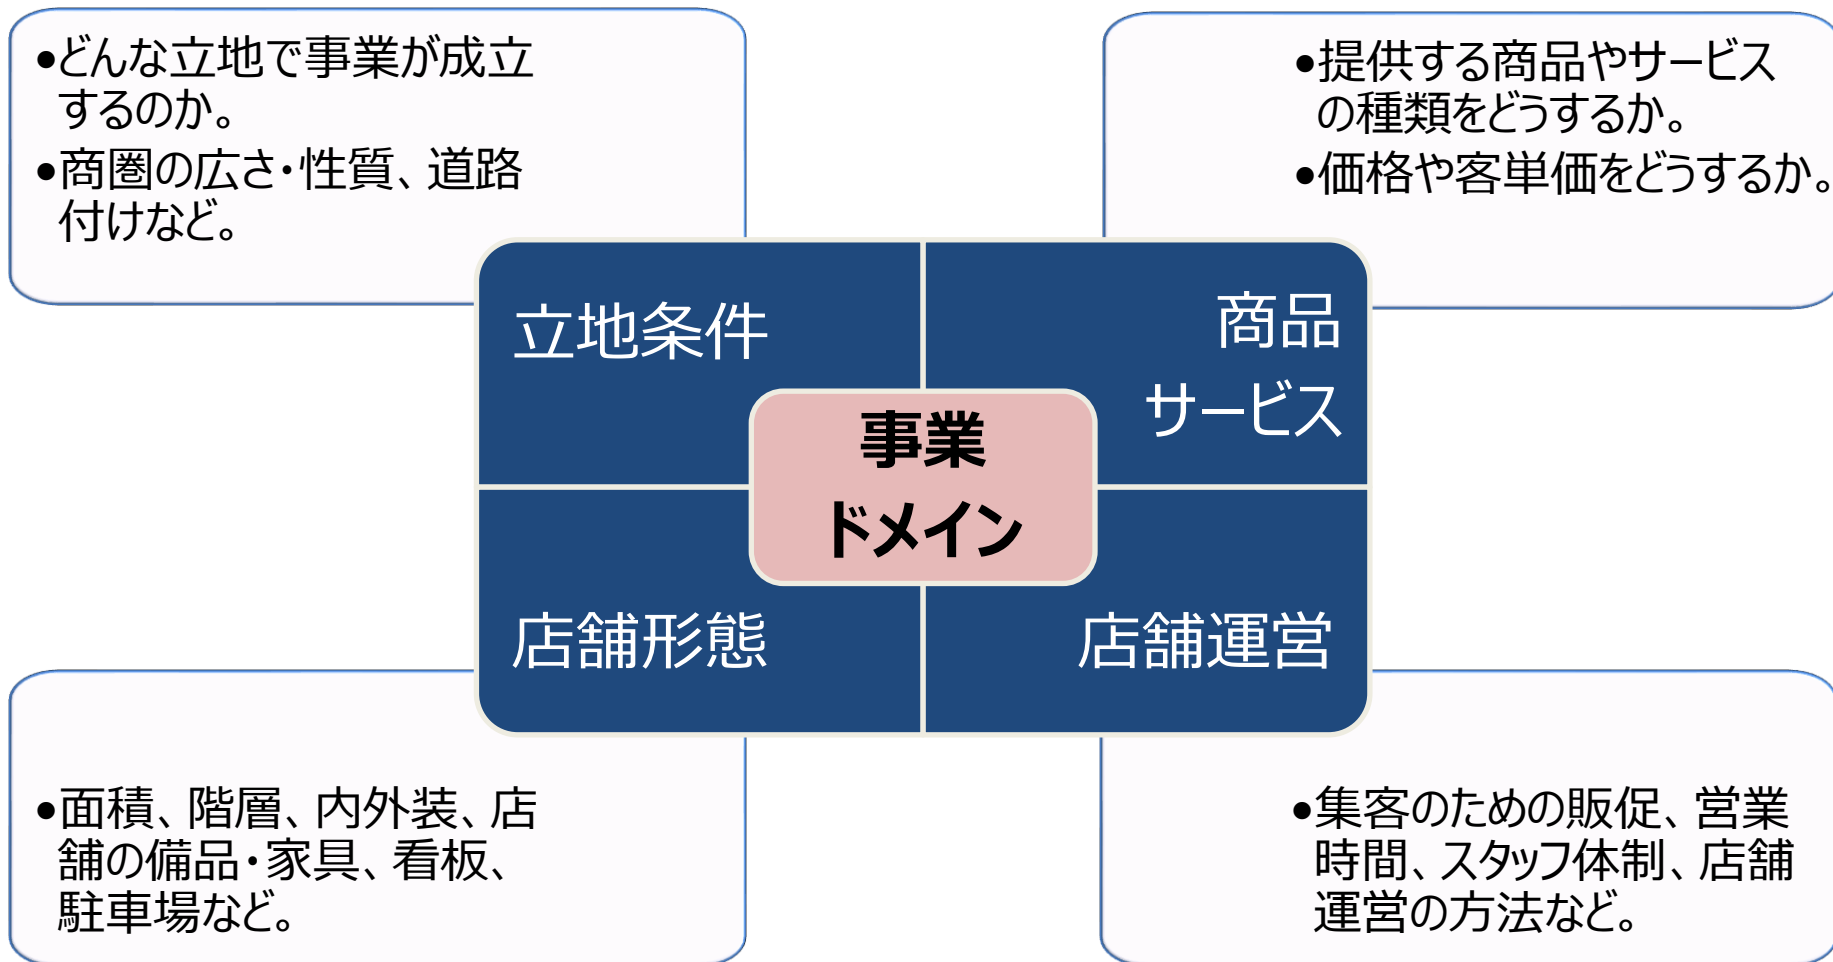 •どんな立地で事業が成立
するのか。
•商圏の広さ・性質、道路
付けなど。
•提供する商品やサービス
の種類をどうするか。
•価格や客単価をどうするか。
立地条件
商品
サービス
事業
ドメイン
店舗形態
店舗運営
•面積、階層、内外装、店
舗の備品・家具、看板、
駐車場など。
•集客のための販促、営業
時間、スタッフ体制、店舗
運営の方法など。